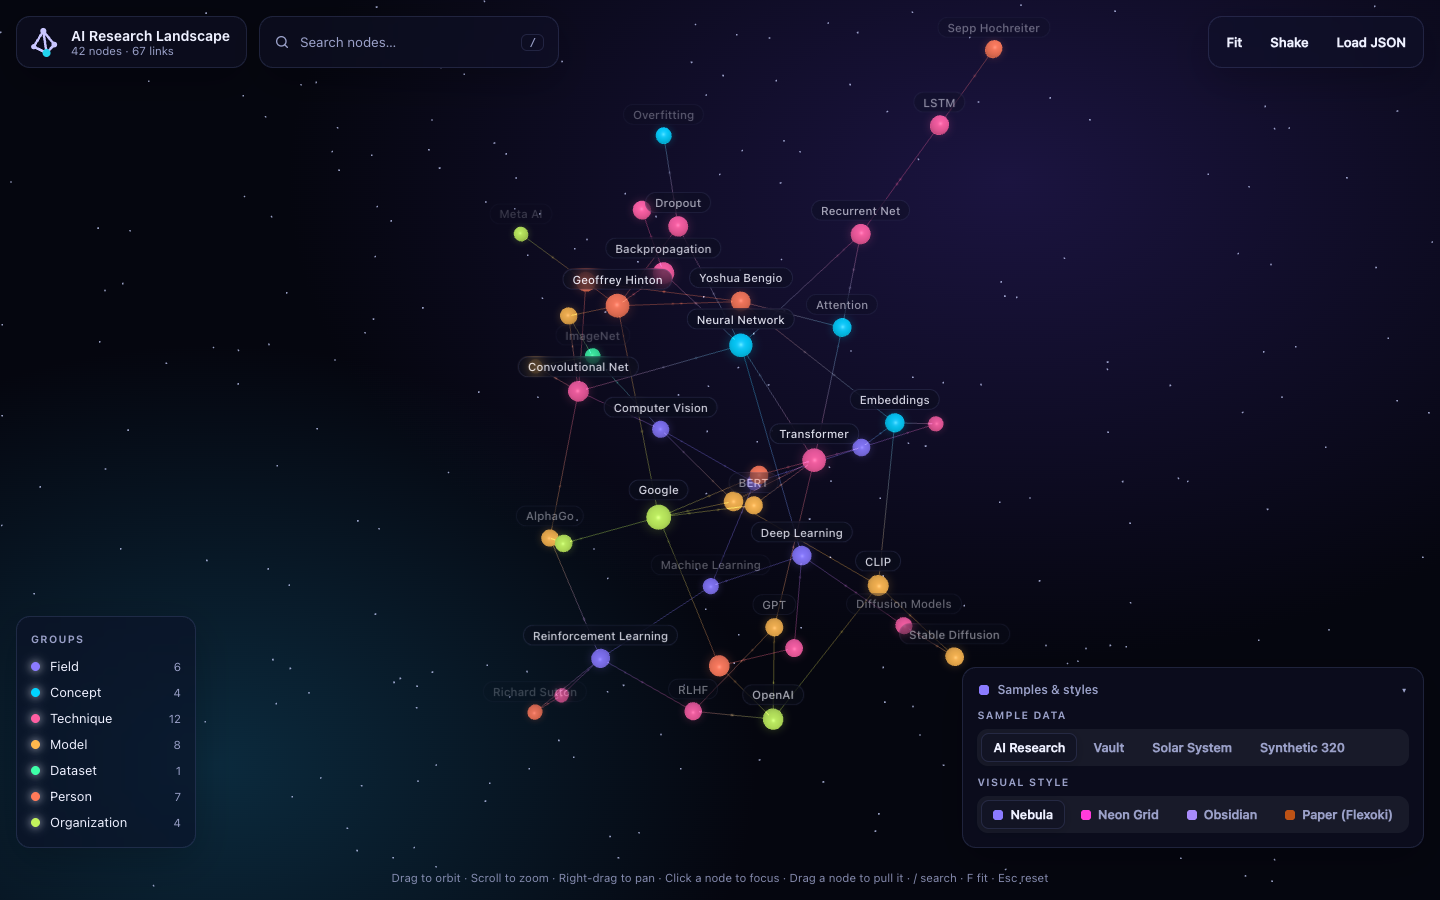 AI Research Landscape
42 nodes · 67 links
Search nodes...
/
Fit
Shake
Load JSON
Sepp Hochreiter
LSTM
Overfitting
Dropout
Meta AI
Recurrent Net
Backpropagation
Geoffrey Hinton
Yoshua Bengio
Attention
Neural Network
ImageNet
Convolutional Net
Computer Vision
Embeddings
Transformer
BERT
Google
AlphaGo
Deep Learning
Machine Learning
CLIP
GPT
Diffusion Models
Stable Diffusion
Reinforcement Learning
Richard Sutton
RLHF
OpenAI
GROUPS
Field 6
Concept 4
Technique 12
Model 8
Dataset 1
Person 7
Organization 4
Samples & styles
SAMPLE DATA
AI Research
Vault
Solar System
Synthetic 320
VISUAL STYLE
Nebula
Neon Grid
Obsidian
Paper (Flexoki)
Drag to orbit · Scroll to zoom · Right-drag to pan · Click a node to focus · Drag a node to pull it · / search · F fit · Esc reset